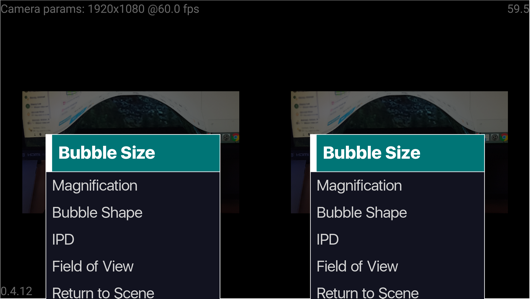 Camera params: 1920x1080 @60.0 fps
59.5
Bubble Size
Magnification
Bubble Shape
IPD
Field of View
Return to Scene
Bubble Size
Magnification
Bubble Shape
IPD
Field of View
Return to Scene
0.4.12